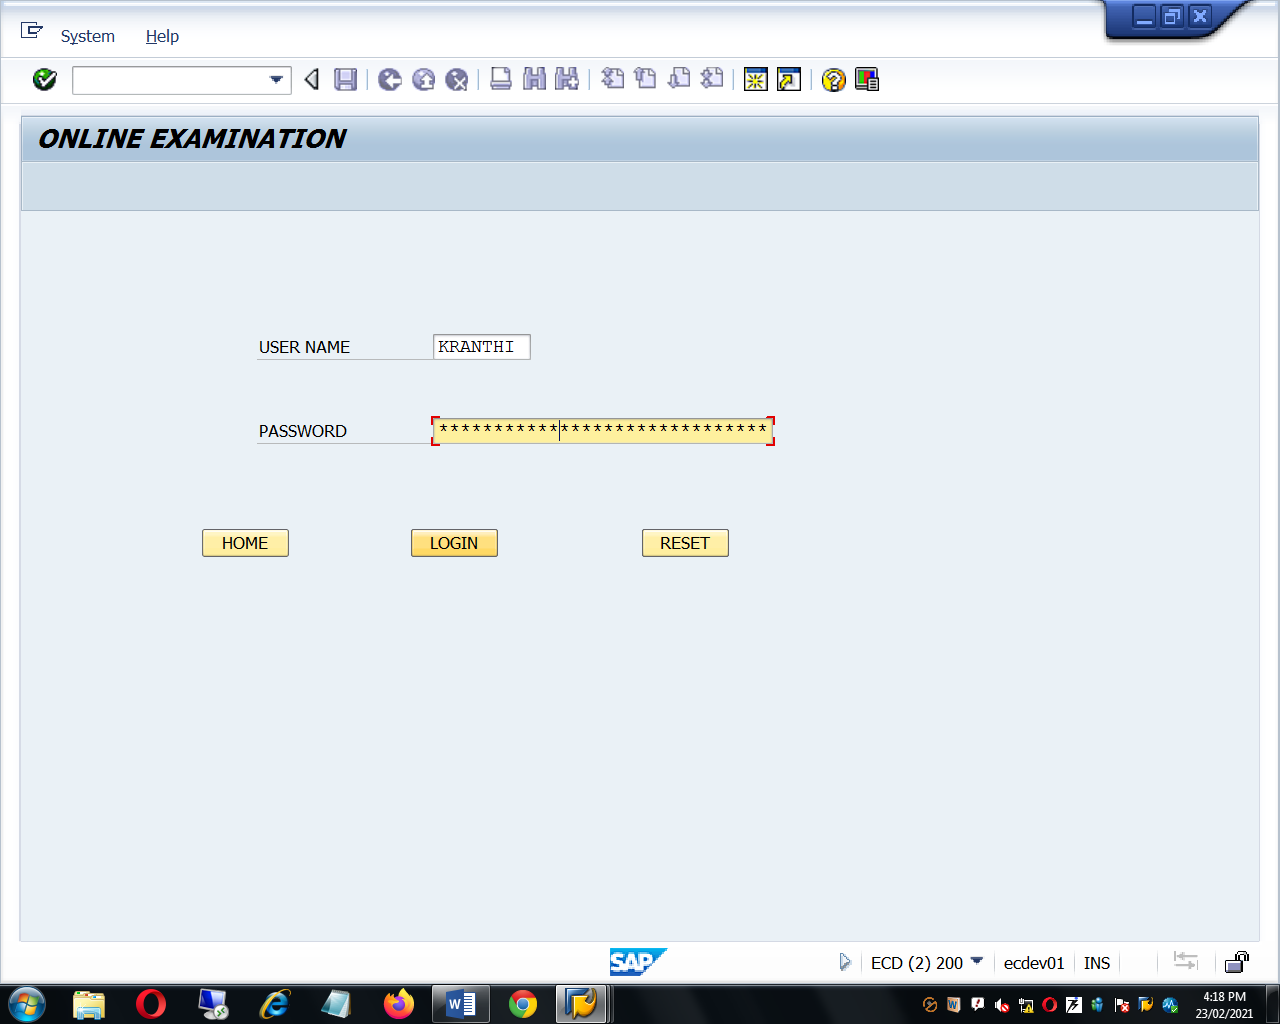 System Help
ONLINE EXAMINATION
USER NAME KRANTHI
PASSWORD ******************************
HOME LOGIN RESET
SAP ECD (2) 200 ecdev01 INS
4:18 PM
23/02/2021